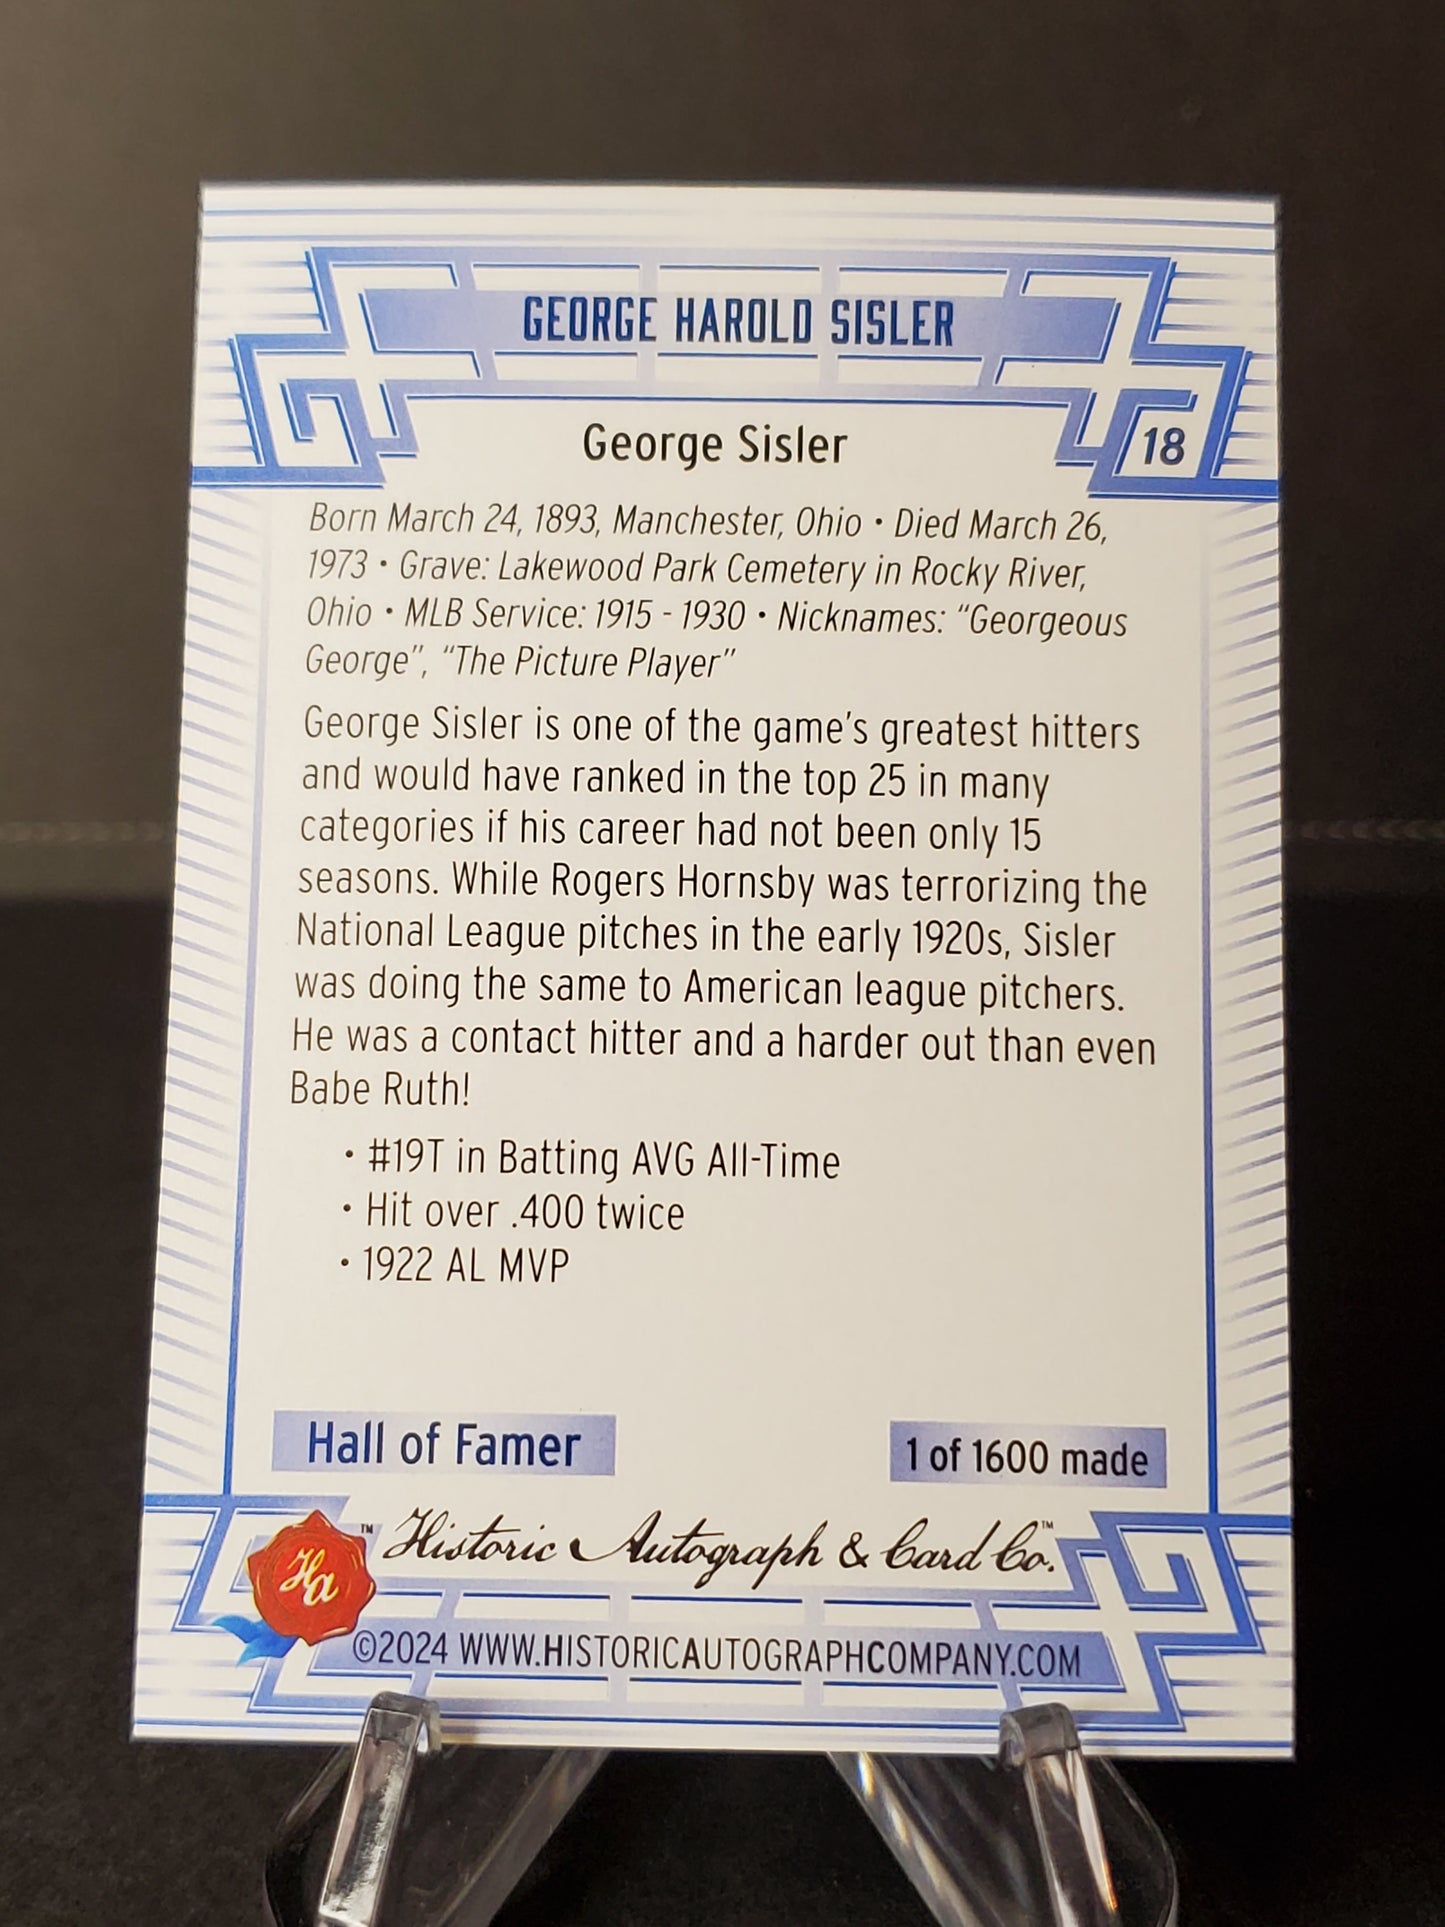 GEORGE HAROLD SISLER
George Sisler
18
Born March 24, 1893, Manchester, Ohio • Died March 26,
1973 • Grave: Lakewood Park Cemetery in Rocky River,
Ohio • MLB Service: 1915 - 1930 • Nicknames: “Georgeous
George”, “The Picture Player”
George Sisler is one of the game's greatest hitters
and would have ranked in the top 25 in many
categories if his career had not been only 15
seasons. While Rogers Hornsby was terrorizing the
National League pitches in the early 1920s, Sisler
was doing the same to American league pitchers.
He was a contact hitter and a harder out than even
Babe Ruth!
• #19T in Batting AVG All-Time
• Hit over .400 twice
• 1922 AL MVP
Hall of Famer
1 of 1600 made
Ha ™ Historic Autograph & Card Co.™
©2024 WWW.HISTORICAUTOGRAPHCOMPANY.COM